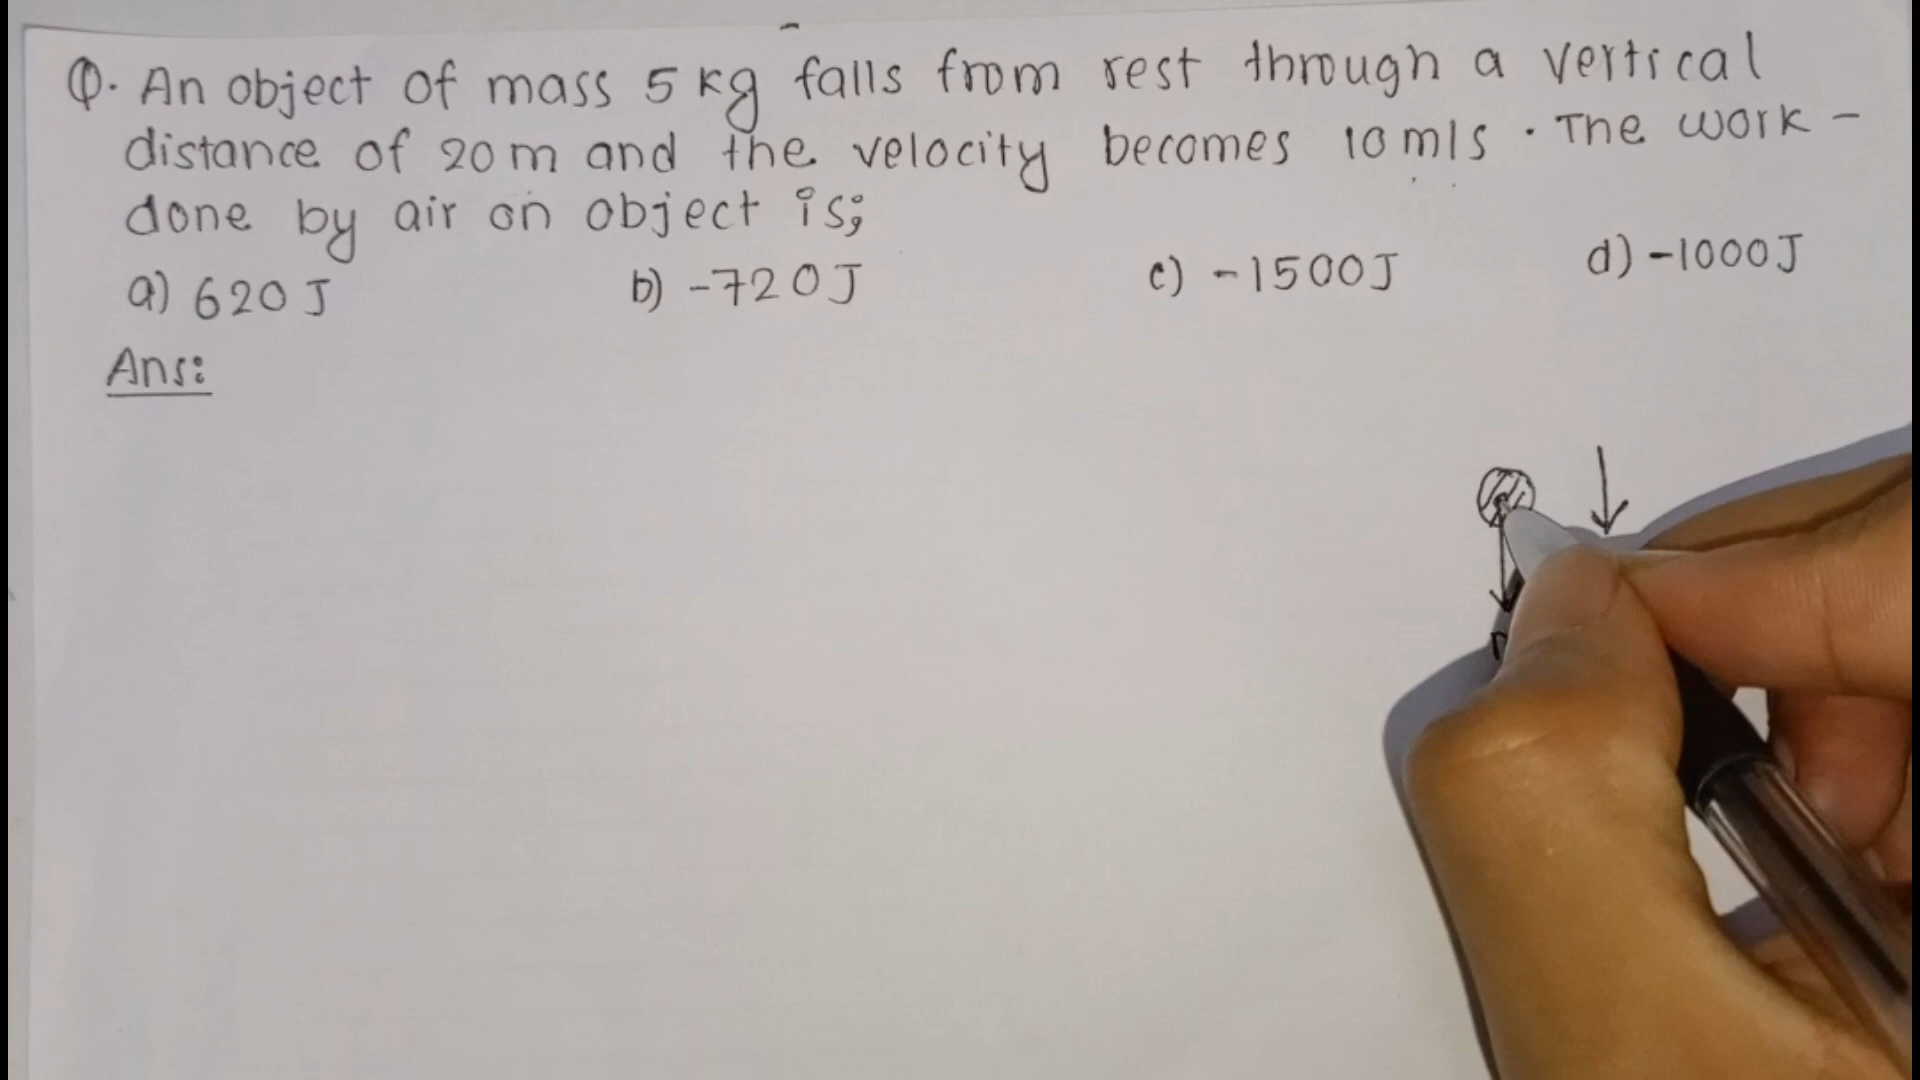 Q. An object of mass 5 kg falls from rest through a vertical
distance of 20 m and the velocity becomes 10 m/s. The work-
done by air on object is;
a) 620 J b) -720 J c) -1500 J d) -1000 J
Ans: